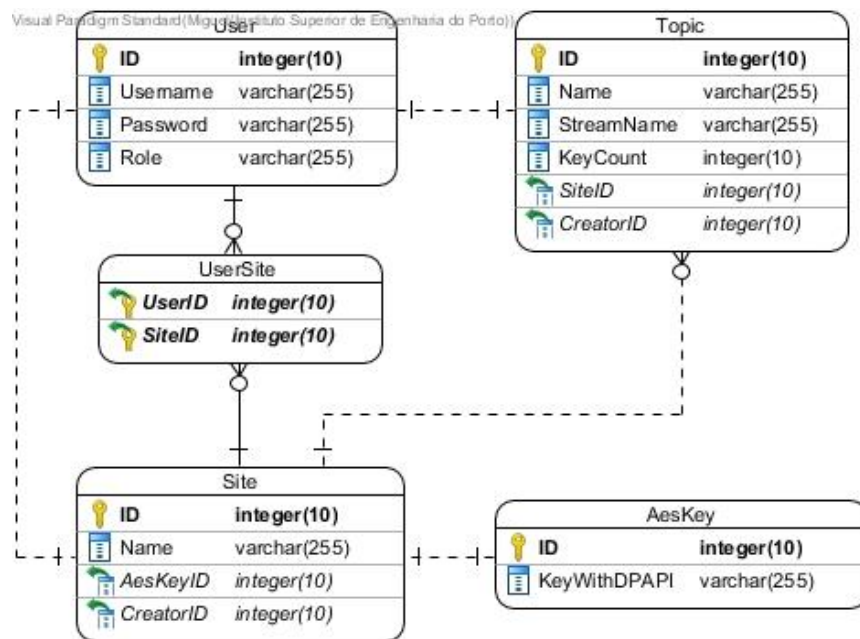 Visual Paradigm Standard(Miguel(Instituto Superior de Engenharia do Porto))
User
ID integer(10)
Username varchar(255)
Password varchar(255)
Role varchar(255)
Topic
ID integer(10)
Name varchar(255)
StreamName varchar(255)
KeyCount integer(10)
SiteID integer(10)
CreatorID integer(10)
UserSite
UserID integer(10)
SiteID integer(10)
Site
ID integer(10)
Name varchar(255)
AesKeyID integer(10)
CreatorID integer(10)
AesKey
ID integer(10)
KeyWithDPAPI varchar(255)